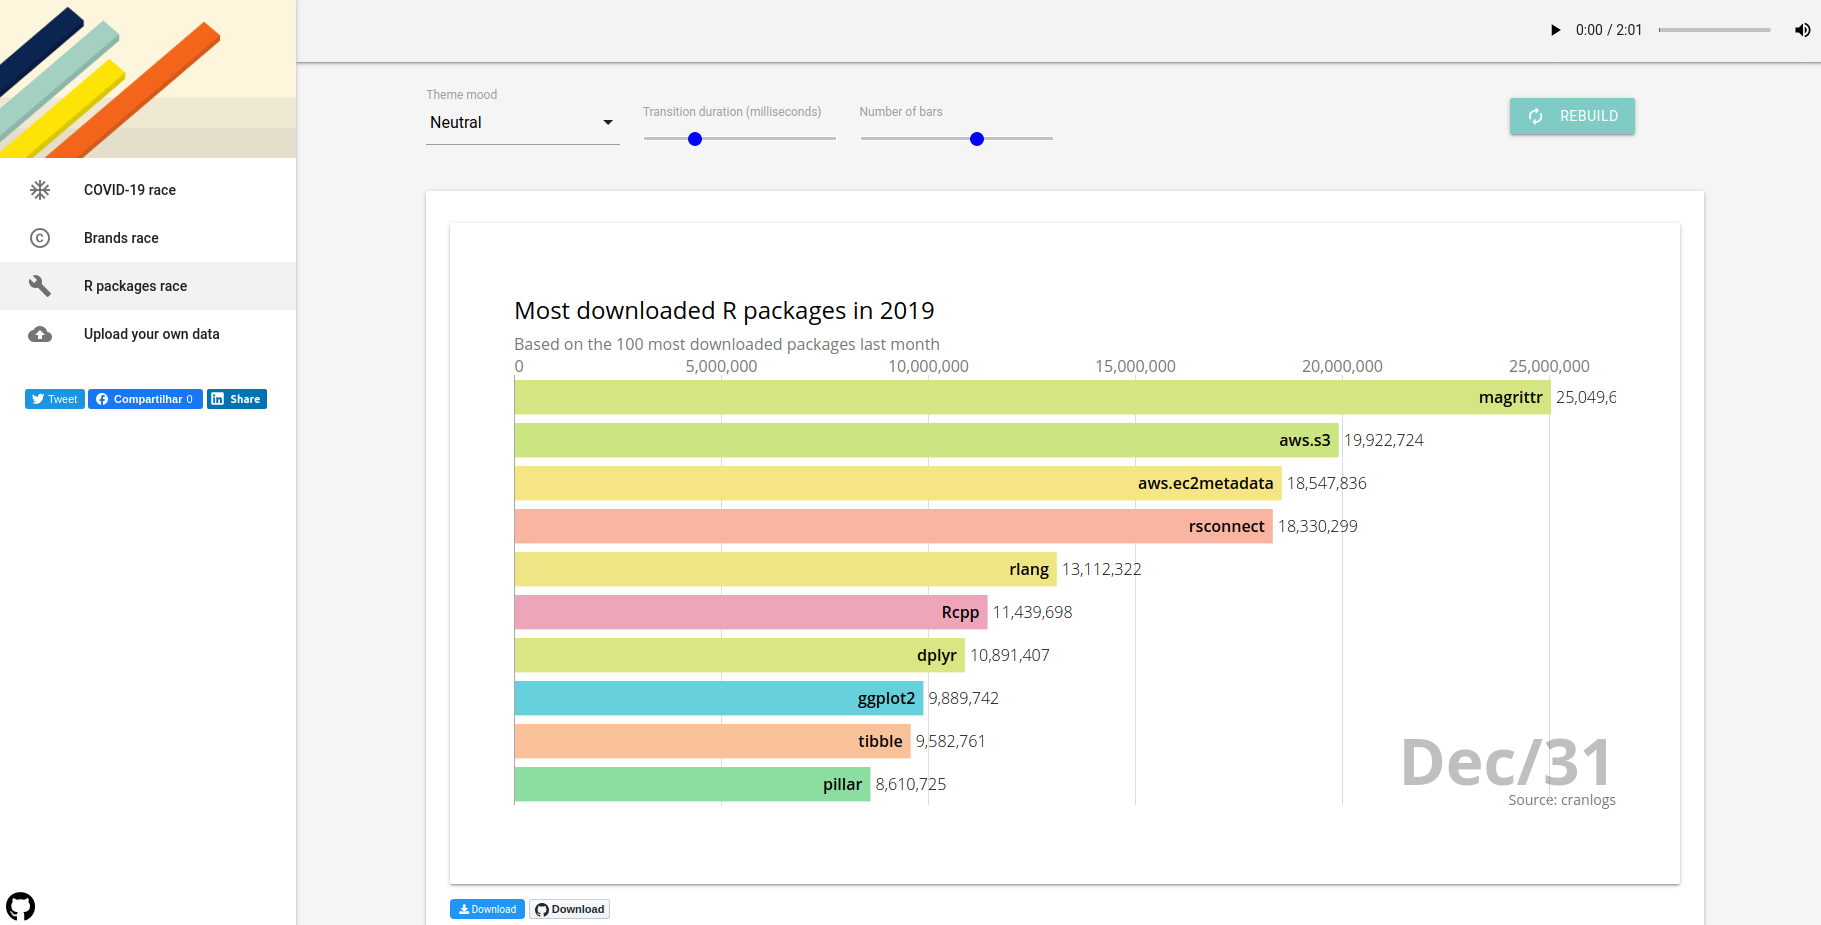 0:00 / 2:01
COVID-19 race
Brands race
R packages race
Upload your own data
Tweet
Compartilhar 0
Share
Theme mood
Neutral
Transition duration (milliseconds)
Number of bars
REBUILD
Most downloaded R packages in 2019
Based on the 100 most downloaded packages last month
0 5,000,000 10,000,000 15,000,000 20,000,000 25,000,000
magrittr 25,049,6
aws.s3 19,922,724
aws.ec2metadata 18,547,836
rsconnect 18,330,299
rlang 13,112,322
Rcpp 11,439,698
dplyr 10,891,407
ggplot2 9,889,742
tibble 9,582,761
pillar 8,610,725
Dec/31
Source: cranlogs
Download
Download